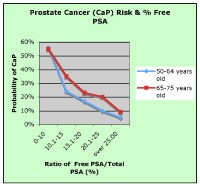 Prostate Cancer (CaP) Risk & % Free
PSA
Probability of CaP
60%
50%
40%
30%
20%
10%
0%
0-10
10.1-15
15.1-20
20.1-25
over 25.00
Ratio of Free PSA/Total
PSA (%)
50-64 years
old
65-75 years
old